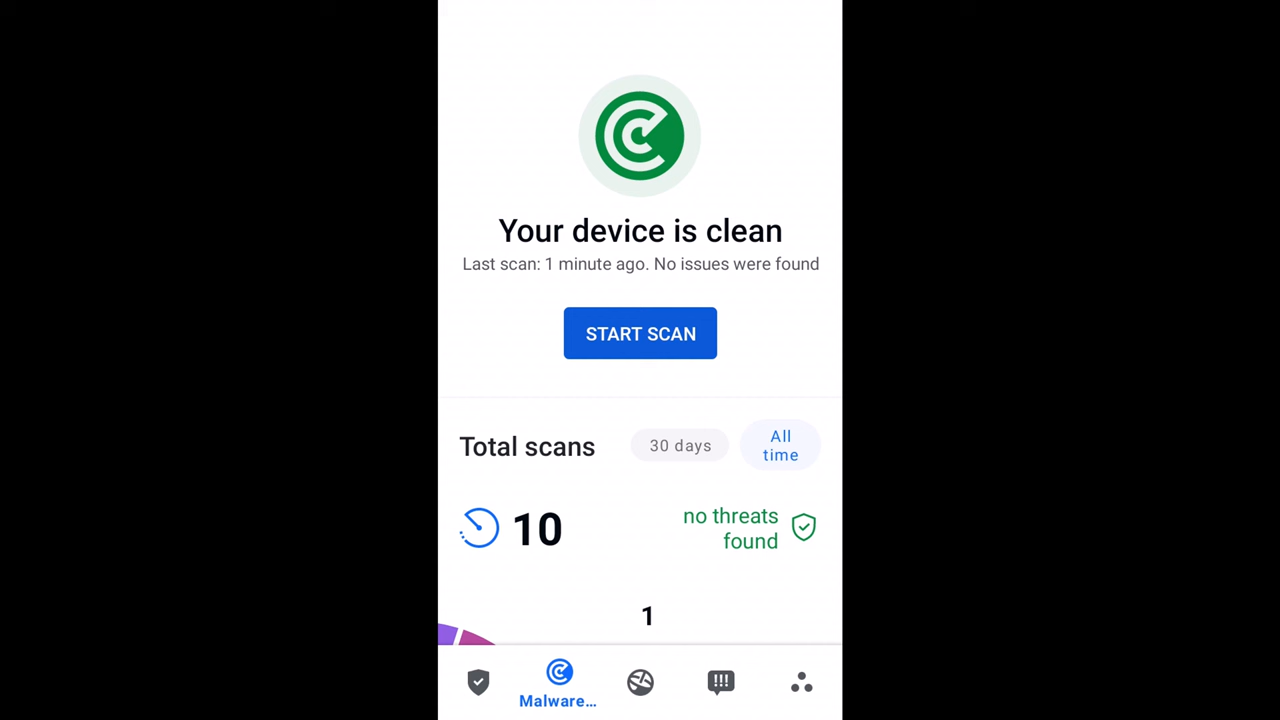 Your device is clean
Last scan: 1 minute ago. No issues were found
START SCAN
Total scans
30 days
All
time
10
no threats
found
1
!!!
Malware…